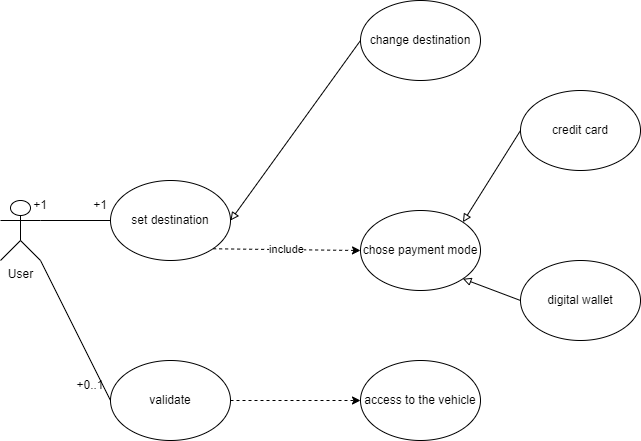 change destination
credit card
+1
+1
set destination
include
chose payment mode
User
digital wallet
+0..1
validate
access to the vehicle